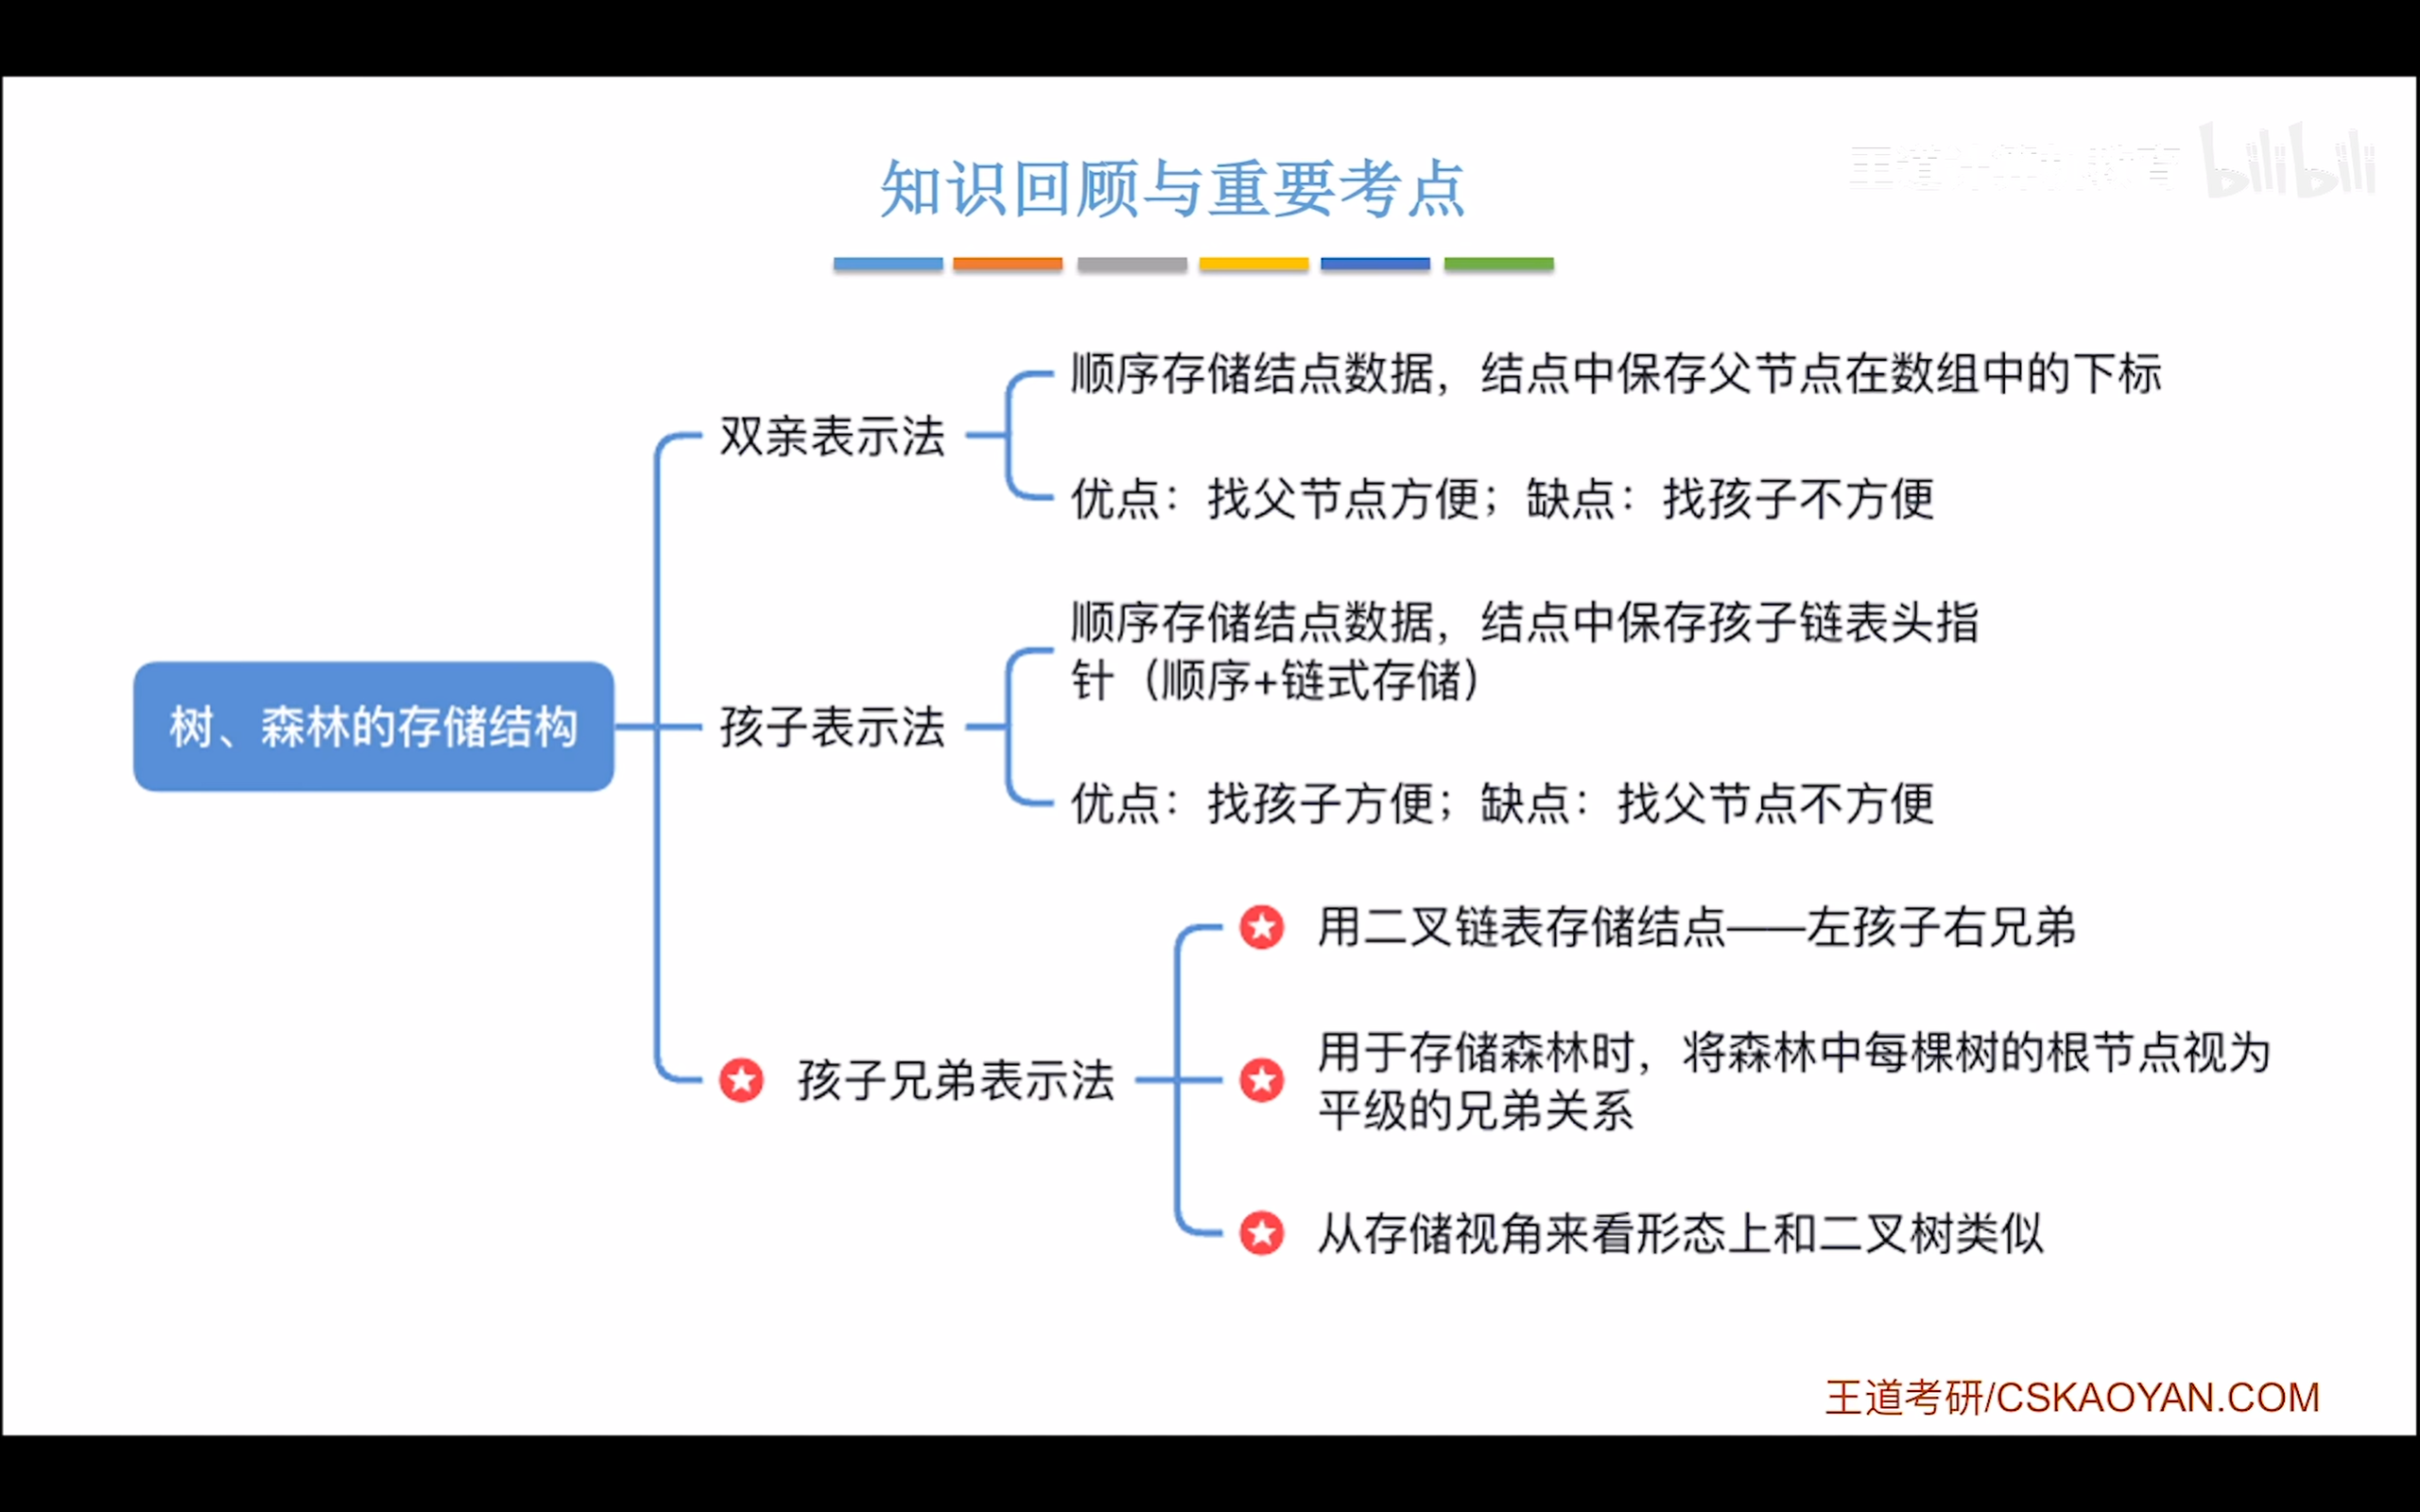 知识回顾与重要考点
bilibili
顺序存储结点数据，结点中保存父节点在数组中的下标
双亲表示法
优点：找父节点方便；缺点：找孩子不方便
顺序存储结点数据，结点中保存孩子链表头指
针（顺序+链式存储）
树、森林的存储结构
孩子表示法
优点：找孩子方便；缺点：找父节点不方便
用二叉链表存储结点——左孩子右兄弟
孩子兄弟表示法
用于存储森林时，将森林中每棵树的根节点视为
平级的兄弟关系
从存储视角来看形态上和二叉树类似
王道考研/CSKAOYAN.COM